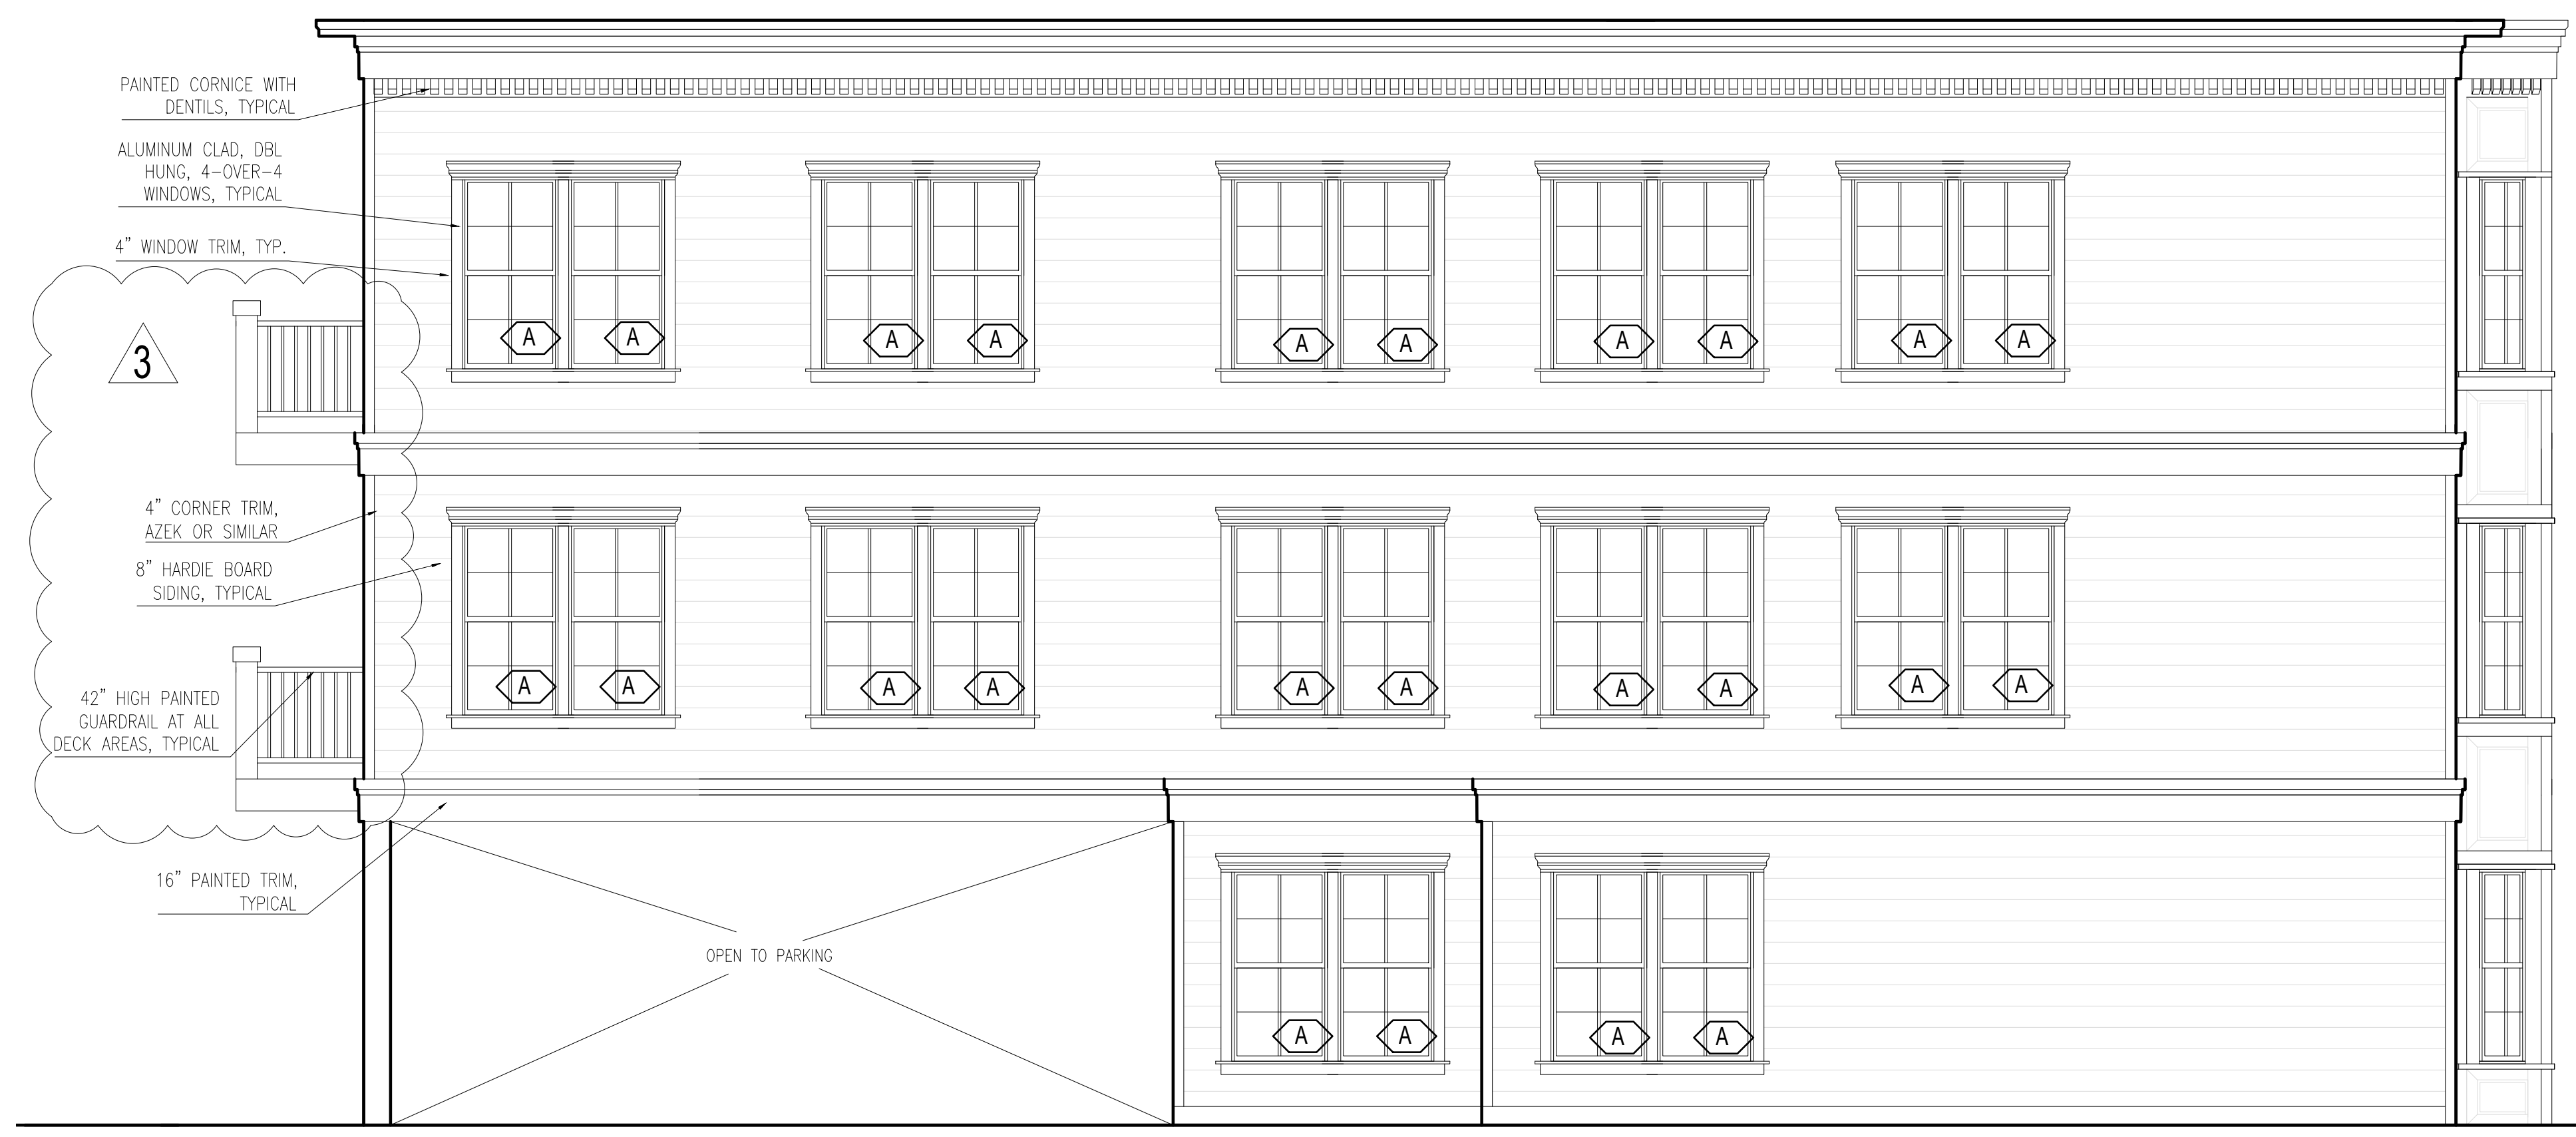 PAINTED CORNICE WITH
DENTILS, TYPICAL
ALUMINUM CLAD, DBL
HUNG, 4-OVER-4
WINDOWS, TYPICAL
4" WINDOW TRIM, TYP.
3
A A A A A A A A A A
4" CORNER TRIM,
AZEK OR SIMILAR
8" HARDIE BOARD
SIDING, TYPICAL
42" HIGH PAINTED
GUARDRAIL AT ALL
DECK AREAS, TYPICAL
A A A A A A A A A A
16" PAINTED TRIM,
TYPICAL
OPEN TO PARKING
A A A A